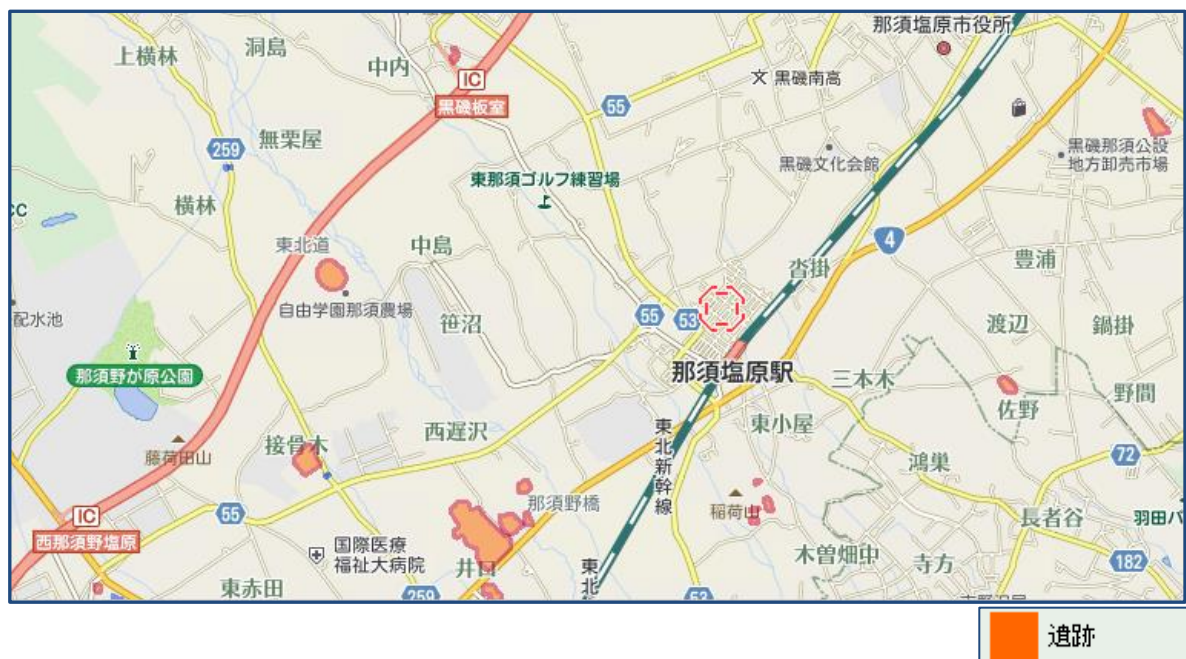 那須塩原市役所
上横林
洞島
中内
IC
黒磯板室
文 黒磯南高
55
259
無栗屋
黒磯文化会館
黒磯那須公設
地方卸売市場
東那須ゴルフ練習場
横林
CC
東北道
中島
4
沓掛
豊浦
自由学園那須農場
配水池
笹沼
55
53
渡辺
鍋掛
那須野が原公園
那須塩原駅
三本木
佐野
野間
西遅沢
東小屋
接骨木
藤荷田山
東北新幹線
鴻巣
72
那須野橋
稲荷山
55
IC
西那須野塩原
長者谷
羽田パ
国際医療
福祉大病院
井口
木曽畑中
寺方
182
東赤田
259
東北
53
遺跡